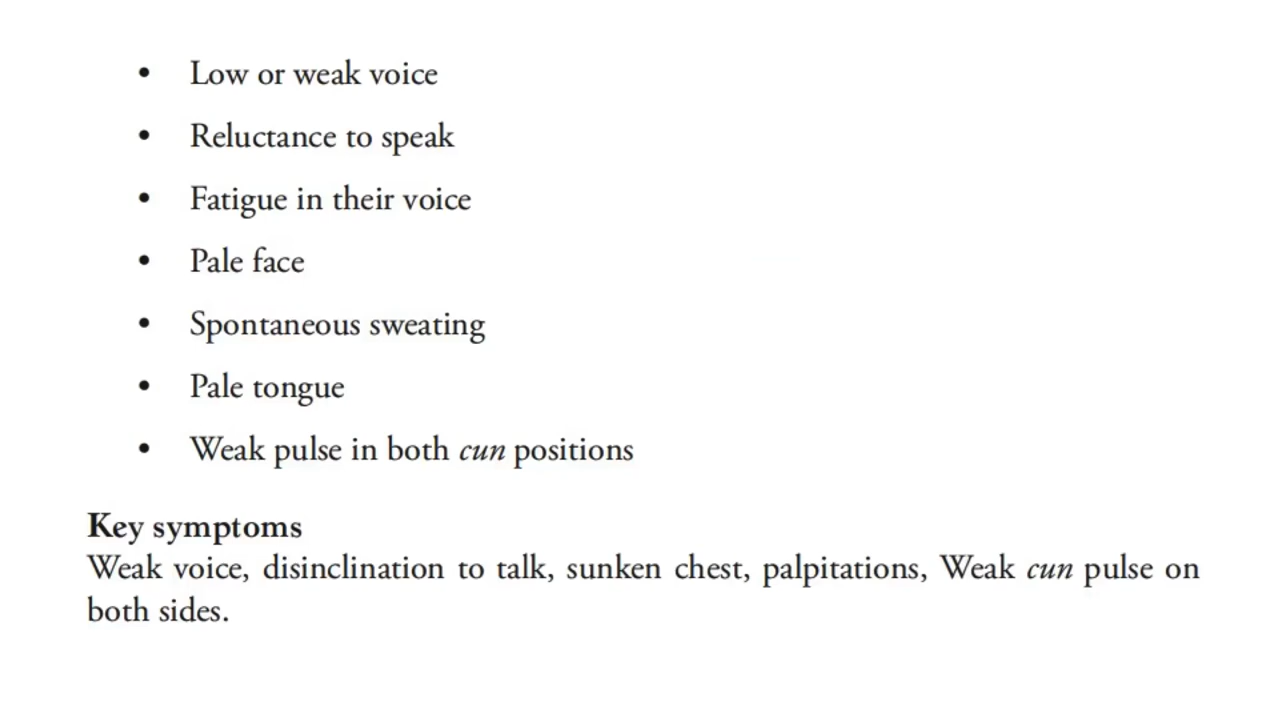 • Low or weak voice
• Reluctance to speak
• Fatigue in their voice
• Pale face
• Spontaneous sweating
• Pale tongue
• Weak pulse in both cun positions
Key symptoms
Weak voice, disinclination to talk, sunken chest, palpitations, Weak cun pulse on
both sides.